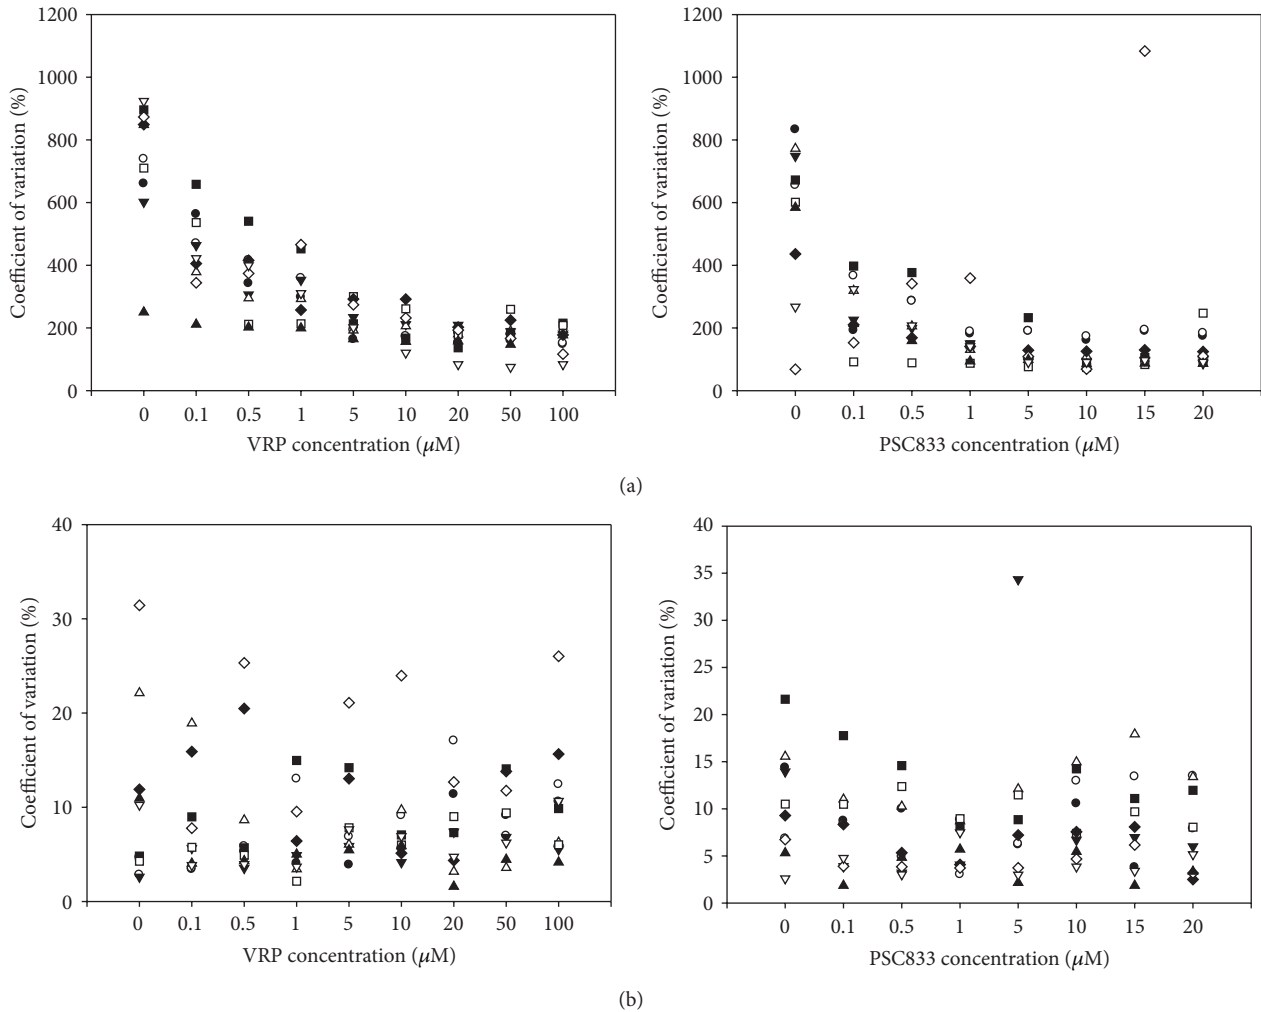 1200
1000
800
600
400
200
0
Coefficient of variation (%)
0 0.1 0.5 1 5 10 20 50 100
VRP concentration (μM)
1200
1000
800
600
400
200
0
Coefficient of variation (%)
0 0.1 0.5 1 5 10 15 20
PSC833 concentration (μM)
(a)
40
30
20
10
0
Coefficient of variation (%)
0 0.1 0.5 1 5 10 20 50 100
VRP concentration (μM)
40
35
30
25
20
15
10
5
0
Coefficient of variation (%)
0 0.1 0.5 1 5 10 15 20
PSC833 concentration (μM)
(b)